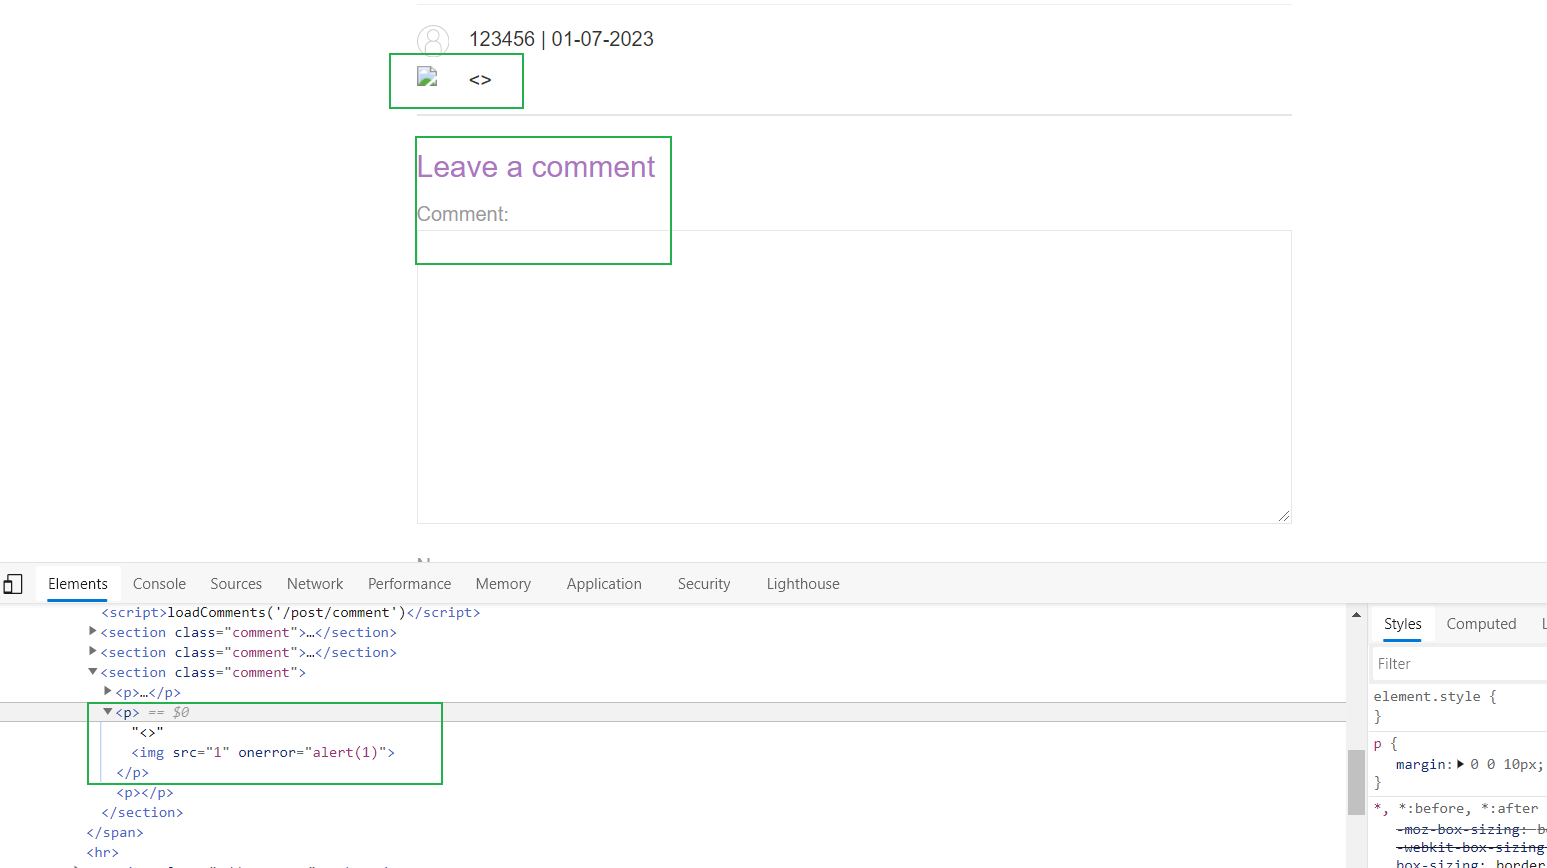 123456 | 01-07-2023
<>
Leave a comment
Comment:
Elements Console Sources Network Performance Memory Application Security Lighthouse
<script>loadComments('/post/comment')</script>
<section class="comment">…</section>
<section class="comment">…</section>
<section class="comment">
<p>…</p>
<p> == $0
"<>"
<img src="1" onerror="alert(1)">
</p>
<p></p>
</section>
</span>
<hr>
Styles Computed
Filter
element.style {
}
p {
margin: 0 0 10px;
}
*, *:before, *:after
-moz-box-sizing:
-webkit-box-sizing
box-sizing: border